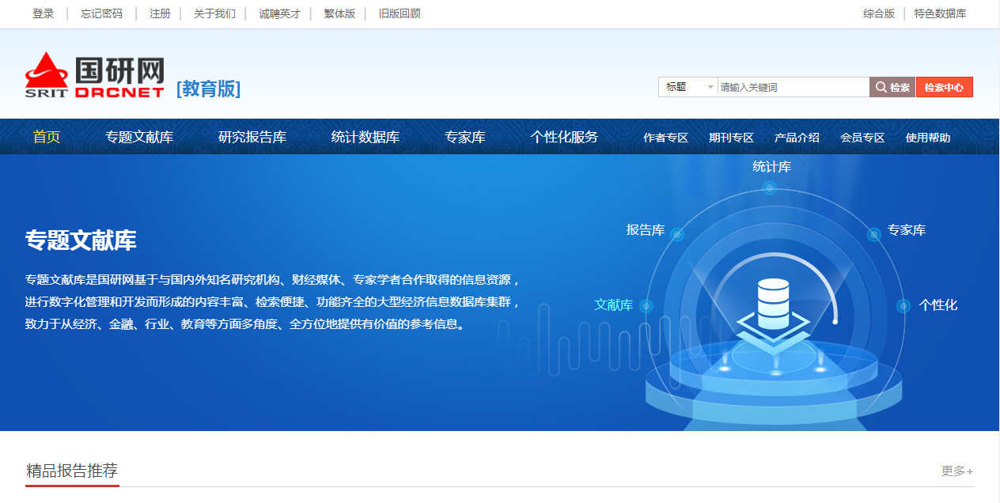 登录 忘记密码 注册 关于我们 诚聘英才 繁体版 旧版回顾 综合版 特色数据库
国研网
SRIT DRCNET [教育版]
标题 请输入关键词 检索 检索中心
首页 专题文献库 研究报告库 统计数据库 专家库 个性化服务 作者专区 期刊专区 产品介绍 会员专区 使用帮助
统计库
报告库 专家库
专题文献库
专题文献库是国研网基于与国内外知名研究机构、财经媒体、专家学者合作取得的信息资源，
进行数字化管理和开发而形成的内容丰富、检索便捷、功能齐全的大型经济信息数据库集群，
致力于从经济、金融、行业、教育等方面多角度、全方位地提供有价值的参考信息。
文献库 个性化
精品报告推荐 更多+